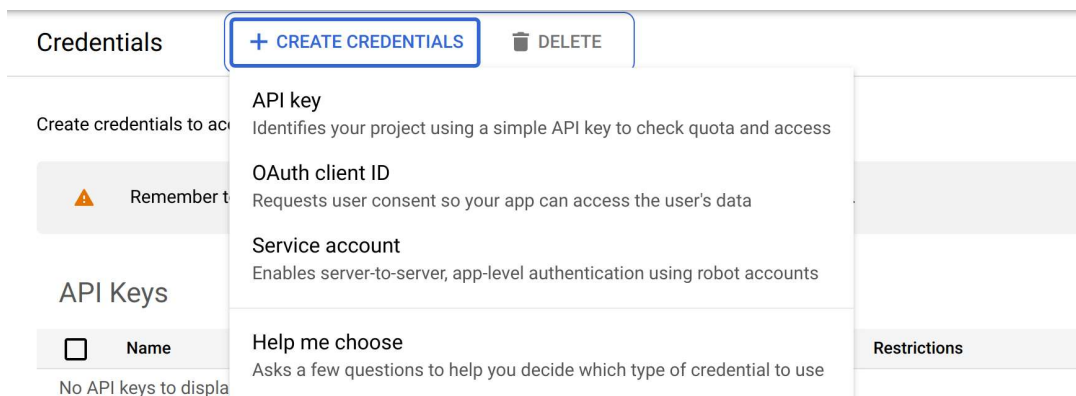 Credentials
+ CREATE CREDENTIALS
DELETE
API key
Identifies your project using a simple API key to check quota and access
Create credentials to
OAuth client ID
Requests user consent so your app can access the user's data
Remember
Service account
Enables server-to-server, app-level authentication using robot accounts
API Keys
Help me choose
Asks a few questions to help you decide which type of credential to use
Name
Restrictions
No API keys to displa